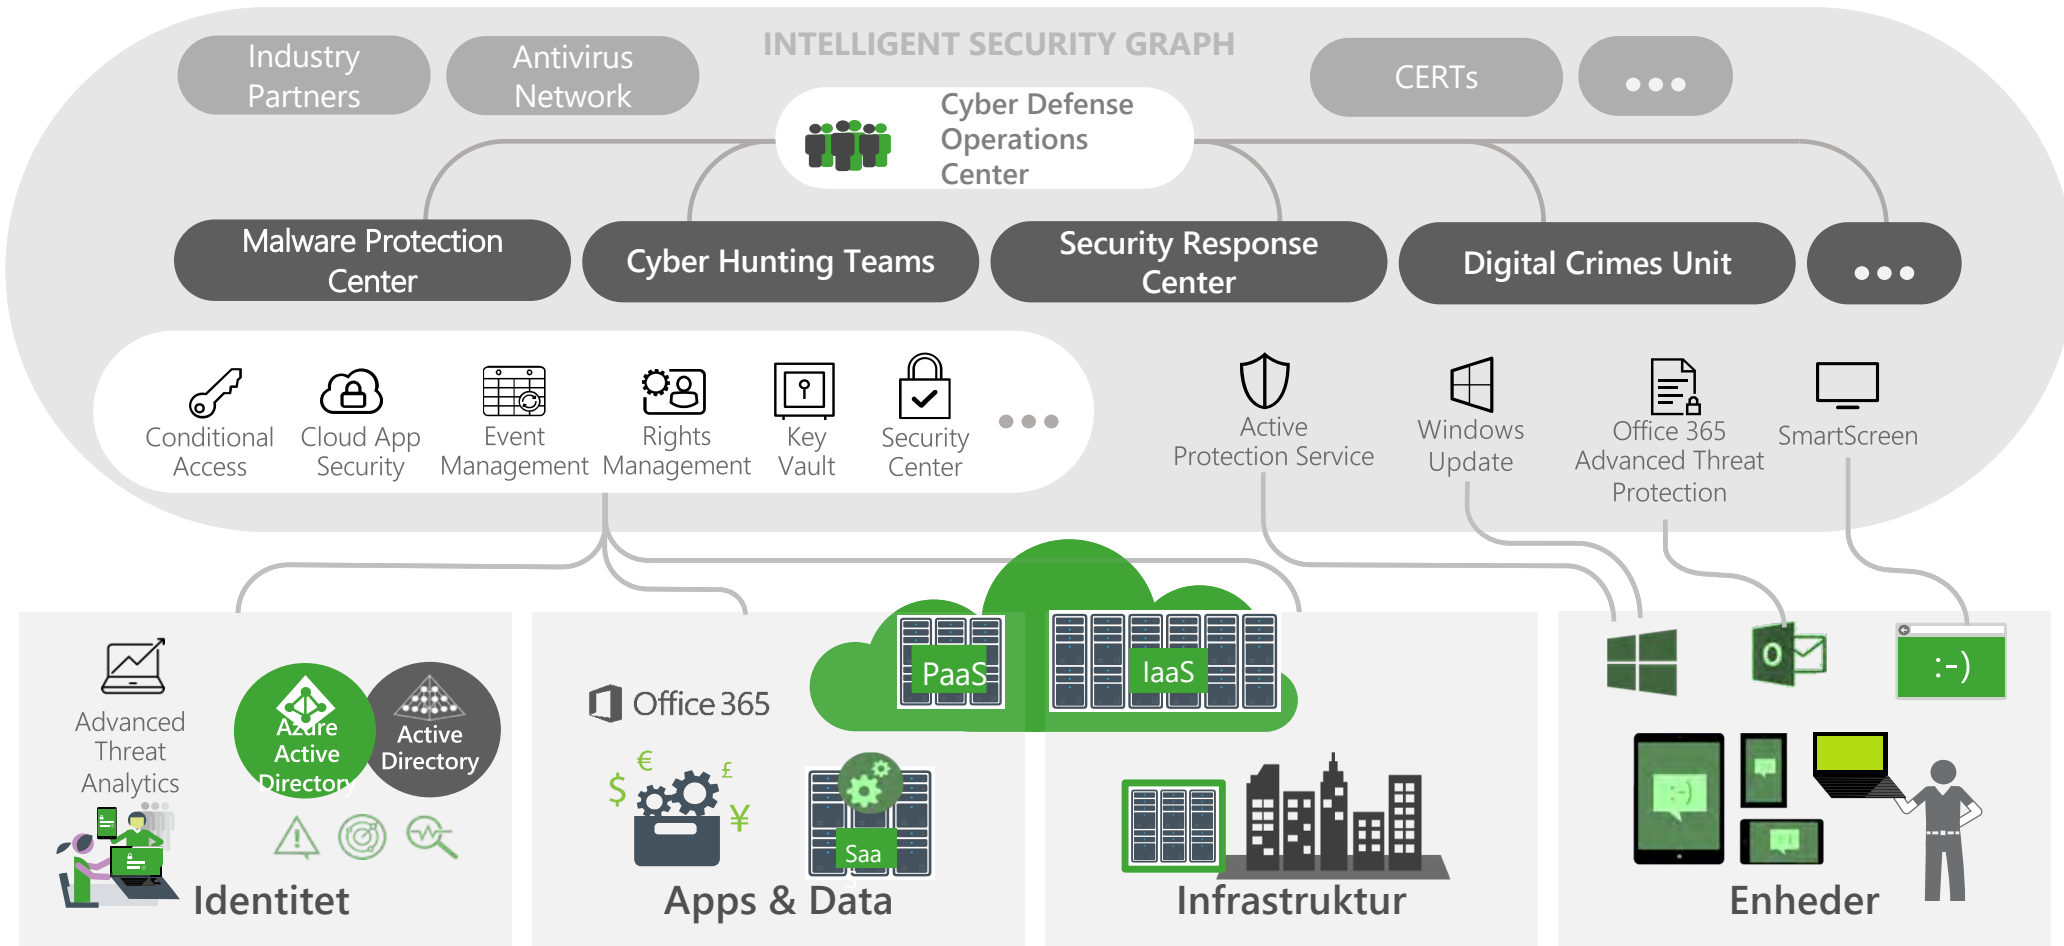 INTELLIGENT SECURITY GRAPH
Industry
Partners
Antivirus
Network
CERTs
Cyber Defense
Operations
Center
Malware Protection
Center
Cyber Hunting Teams
Security Response
Center
Digital Crimes Unit
Conditional
Access
Cloud App
Security
Event
Management
Rights
Management
Key
Vault
Security
Center
Active
Protection Service
Windows
Update
Office 365
Advanced Threat
Protection
SmartScreen
Advanced
Threat
Analytics
Azure
Active
Directory
Active
Directory
Identitet
Office 365
$
€
£
¥
PaaS
Saa
Apps & Data
IaaS
Infrastruktur
O
:-)
Enheder